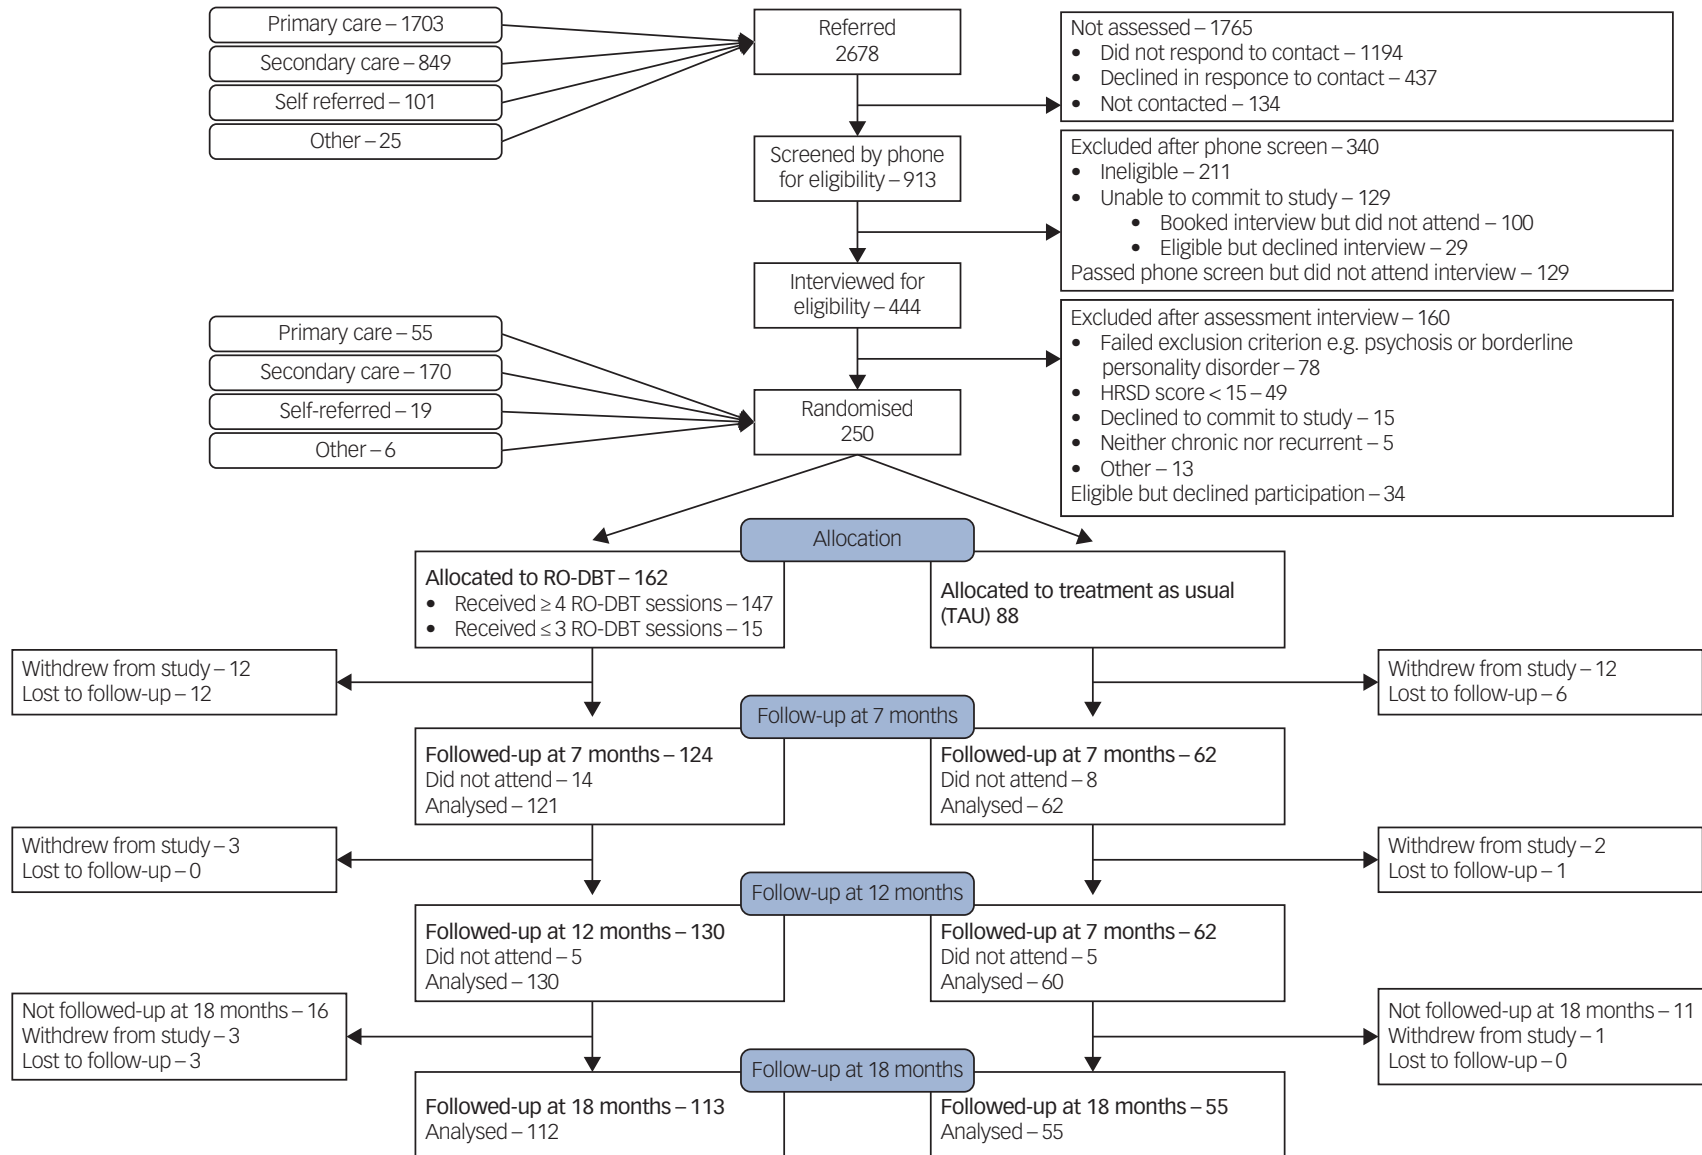 Primary care – 1703
Secondary care – 849
Self referred – 101
Other – 25
Referred
2678
Not assessed – 1765
• Did not respond to contact – 1194
• Declined in responce to contact – 437
• Not contacted – 134
Screened by phone
for eligibility – 913
Excluded after phone screen – 340
• Ineligible – 211
• Unable to commit to study – 129
• Booked interview but did not attend – 100
• Eligible but declined interview – 29
Passed phone screen but did not attend interview – 129
Interviewed for
eligibility – 444
Primary care – 55
Secondary care – 170
Self-referred – 19
Other – 6
Excluded after assessment interview – 160
• Failed exclusion criterion e.g. psychosis or borderline
personality disorder – 78
• HRSD score < 15 – 49
• Declined to commit to study – 15
• Neither chronic nor recurrent – 5
• Other – 13
Eligible but declined participation – 34
Randomised
250
Allocation
Allocated to RO-DBT – 162
• Received ≥ 4 RO-DBT sessions – 147
• Received ≤ 3 RO-DBT sessions – 15
Allocated to treatment as usual
(TAU) 88
Withdrew from study – 12
Lost to follow-up – 12
Withdrew from study – 12
Lost to follow-up – 6
Follow-up at 7 months
Followed-up at 7 months – 124
Did not attend – 14
Analysed – 121
Followed-up at 7 months – 62
Did not attend – 8
Analysed – 62
Withdrew from study – 3
Lost to follow-up – 0
Withdrew from study – 2
Lost to follow-up – 1
Follow-up at 12 months
Followed-up at 12 months – 130
Did not attend – 5
Analysed – 130
Followed-up at 7 months – 62
Did not attend – 5
Analysed – 60
Not followed-up at 18 months – 16
Withdrew from study – 3
Lost to follow-up – 3
Not followed-up at 18 months – 11
Withdrew from study – 1
Lost to follow-up – 0
Follow-up at 18 months
Followed-up at 18 months – 113
Analysed – 112
Followed-up at 18 months – 55
Analysed – 55